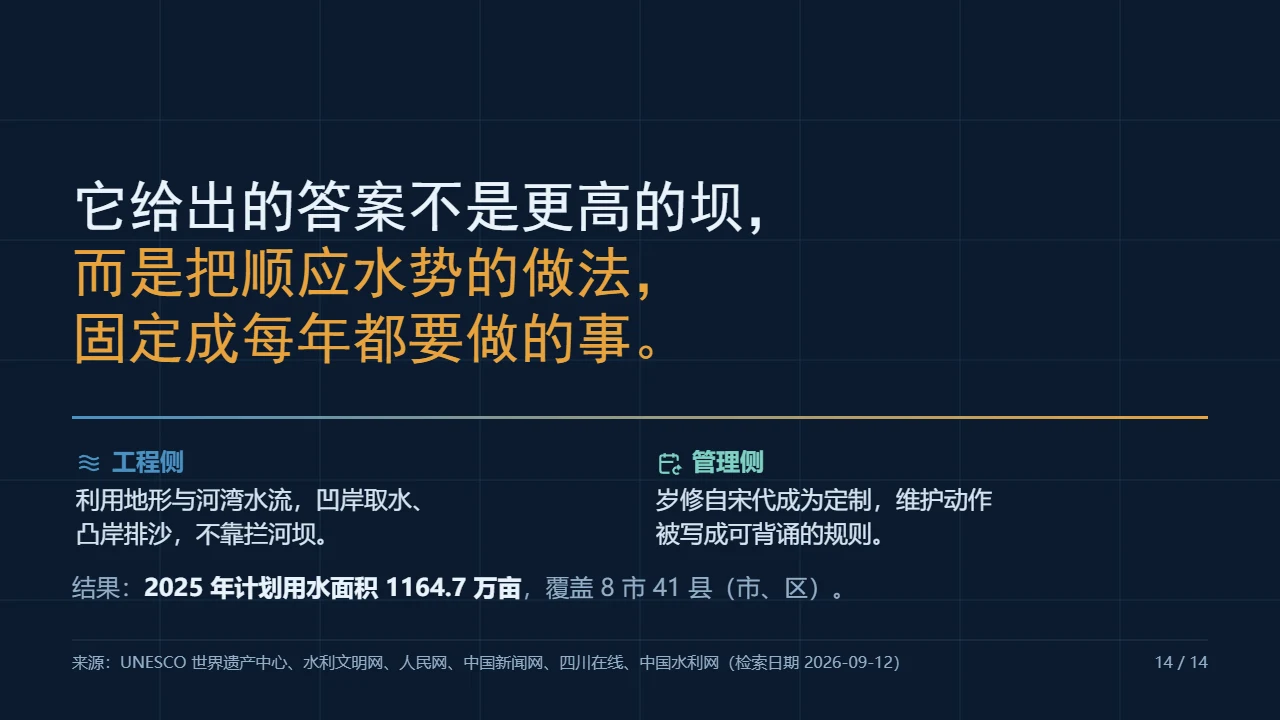 它给出的答案不是更高的坝，
而是把顺应水势的做法，
固定成每年都要做的事。
工程侧
利用地形与河湾水流，凹岸取水、
凸岸排沙，不靠拦河坝。
管理侧
岁修自宋代成为定制，维护动作
被写成可背诵的规则。
结果：2025 年计划用水面积 1164.7 万亩，覆盖 8 市 41 县（市、区）。
来源：UNESCO 世界遗产中心、水利文明网、人民网、中国新闻网、四川在线、中国水利网（检索日期 2026-09-12）
14 / 14